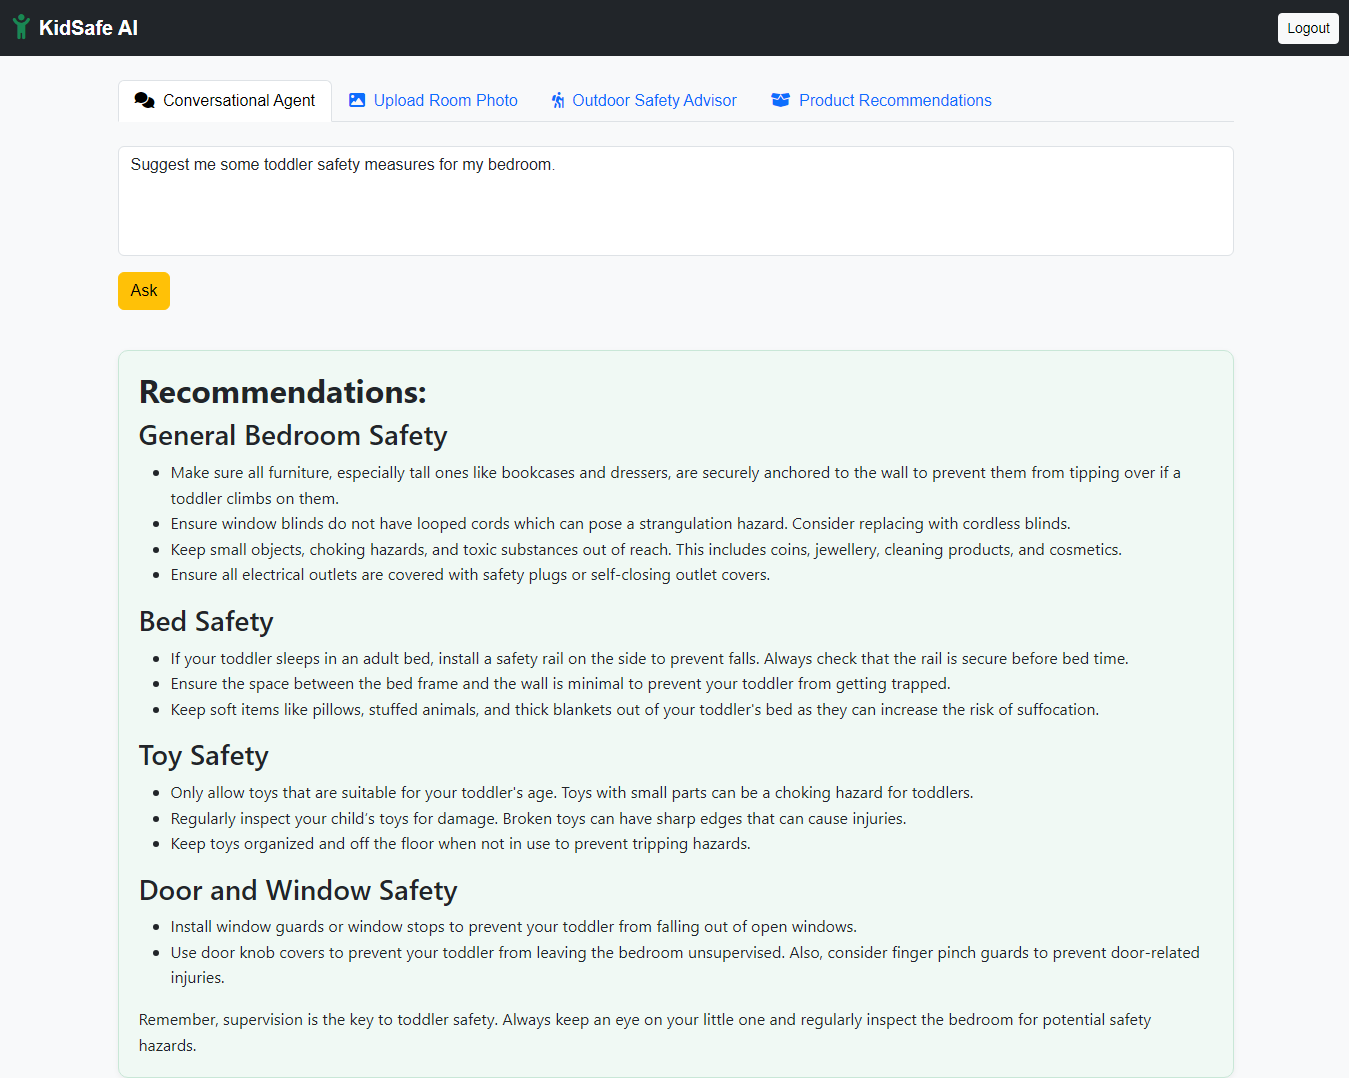 KidSafe AI
Logout
Conversational Agent
Upload Room Photo
Outdoor Safety Advisor
Product Recommendations
Suggest me some toddler safety measures for my bedroom.
Ask
Recommendations:
General Bedroom Safety
Make sure all furniture, especially tall ones like bookcases and dressers, are securely anchored to the wall to prevent them from tipping over if a
toddler climbs on them.
Ensure window blinds do not have looped cords which can pose a strangulation hazard. Consider replacing with cordless blinds.
Keep small objects, choking hazards, and toxic substances out of reach. This includes coins, jewellery, cleaning products, and cosmetics.
Ensure all electrical outlets are covered with safety plugs or self-closing outlet covers.
Bed Safety
If your toddler sleeps in an adult bed, install a safety rail on the side to prevent falls. Always check that the rail is secure before bed time.
Ensure the space between the bed frame and the wall is minimal to prevent your toddler from getting trapped.
Keep soft items like pillows, stuffed animals, and thick blankets out of your toddler's bed as they can increase the risk of suffocation.
Toy Safety
Only allow toys that are suitable for your toddler's age. Toys with small parts can be a choking hazard for toddlers.
Regularly inspect your child's toys for damage. Broken toys can have sharp edges that can cause injuries.
Keep toys organized and off the floor when not in use to prevent tripping hazards.
Door and Window Safety
Install window guards or window stops to prevent your toddler from falling out of open windows.
Use door knob covers to prevent your toddler from leaving the bedroom unsupervised. Also, consider finger pinch guards to prevent door-related
injuries.
Remember, supervision is the key to toddler safety. Always keep an eye on your little one and regularly inspect the bedroom for potential safety
hazards.